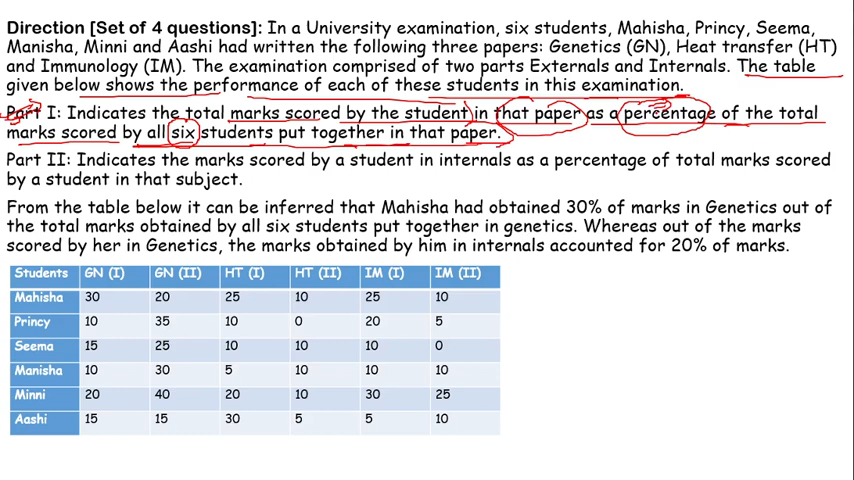 Direction [Set of 4 questions]: In a University examination, six students, Mahisha, Princy, Seema,
Manisha, Minni and Aashi had written the following three papers: Genetics (GN), Heat transfer (HT)
and Immunology (IM). The examination comprised of two parts Externals and Internals. The table
given below shows the performance of each of these students in this examination.
Part I: Indicates the total marks scored by the student in that paper as a percentage of the total
marks scored by all six students put together in that paper.
Part II: Indicates the marks scored by a student in internals as a percentage of total marks scored
by a student in that subject.
From the table below it can be inferred that Mahisha had obtained 30% of marks in Genetics out of
the total marks obtained by all six students put together in genetics. Whereas out of the marks
scored by her in Genetics, the marks obtained by him in internals accounted for 20% of marks.
Students GN (I) GN (II) HT (I) HT (II) IM (I) IM (II)
Mahisha 30 20 25 10 25 10
Princy 10 35 10 0 20 5
Seema 15 25 10 10 10 0
Manisha 10 30 5 10 10 10
Minni 20 40 20 10 30 25
Aashi 15 15 30 5 5 10